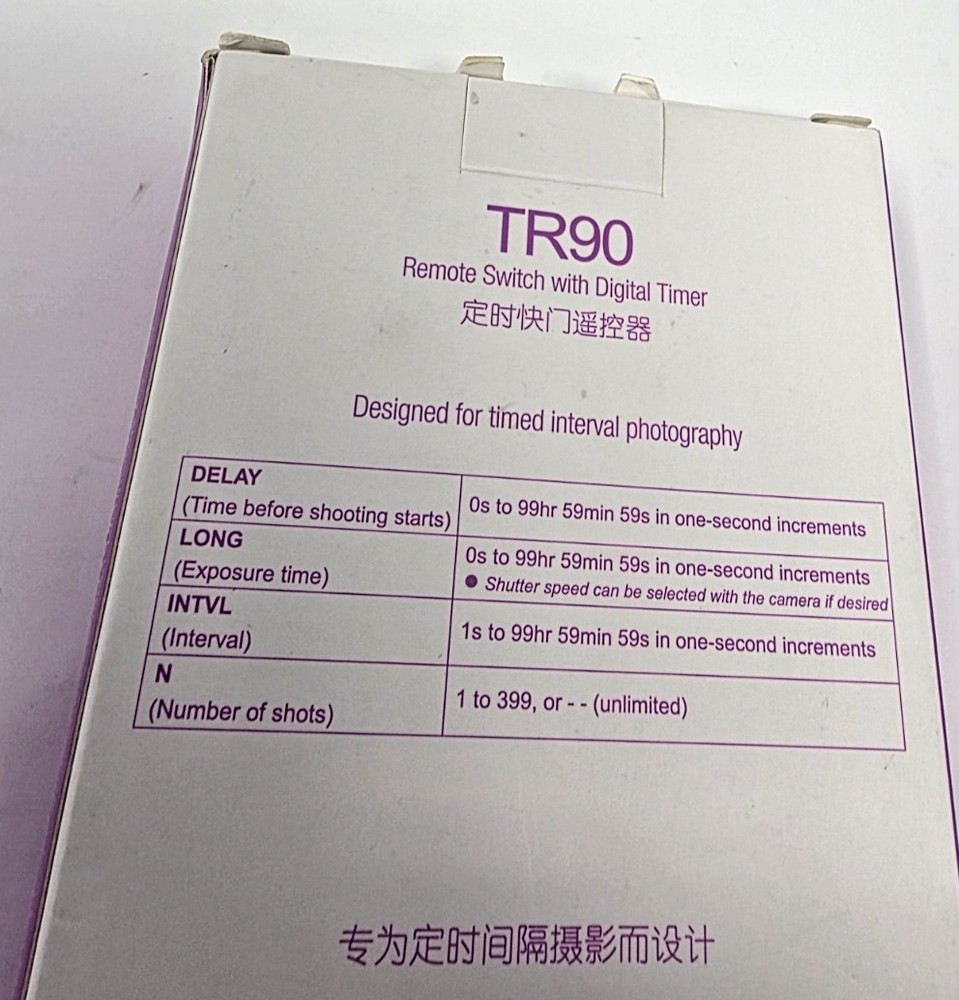 TR90
Remote Switch with Digital Timer
定时快门遥控器
Designed for timed interval photography
DELAY
(Time before shooting starts)
0s to 99hr 59min 59s in one-second increments
LONG
(Exposure time)
0s to 99hr 59min 59s in one-second increments
● Shutter speed can be selected with the camera if desired
INTVL
(Interval)
1s to 99hr 59min 59s in one-second increments
N
(Number of shots)
1 to 399, or - - (unlimited)
专为定时间隔摄影而设计